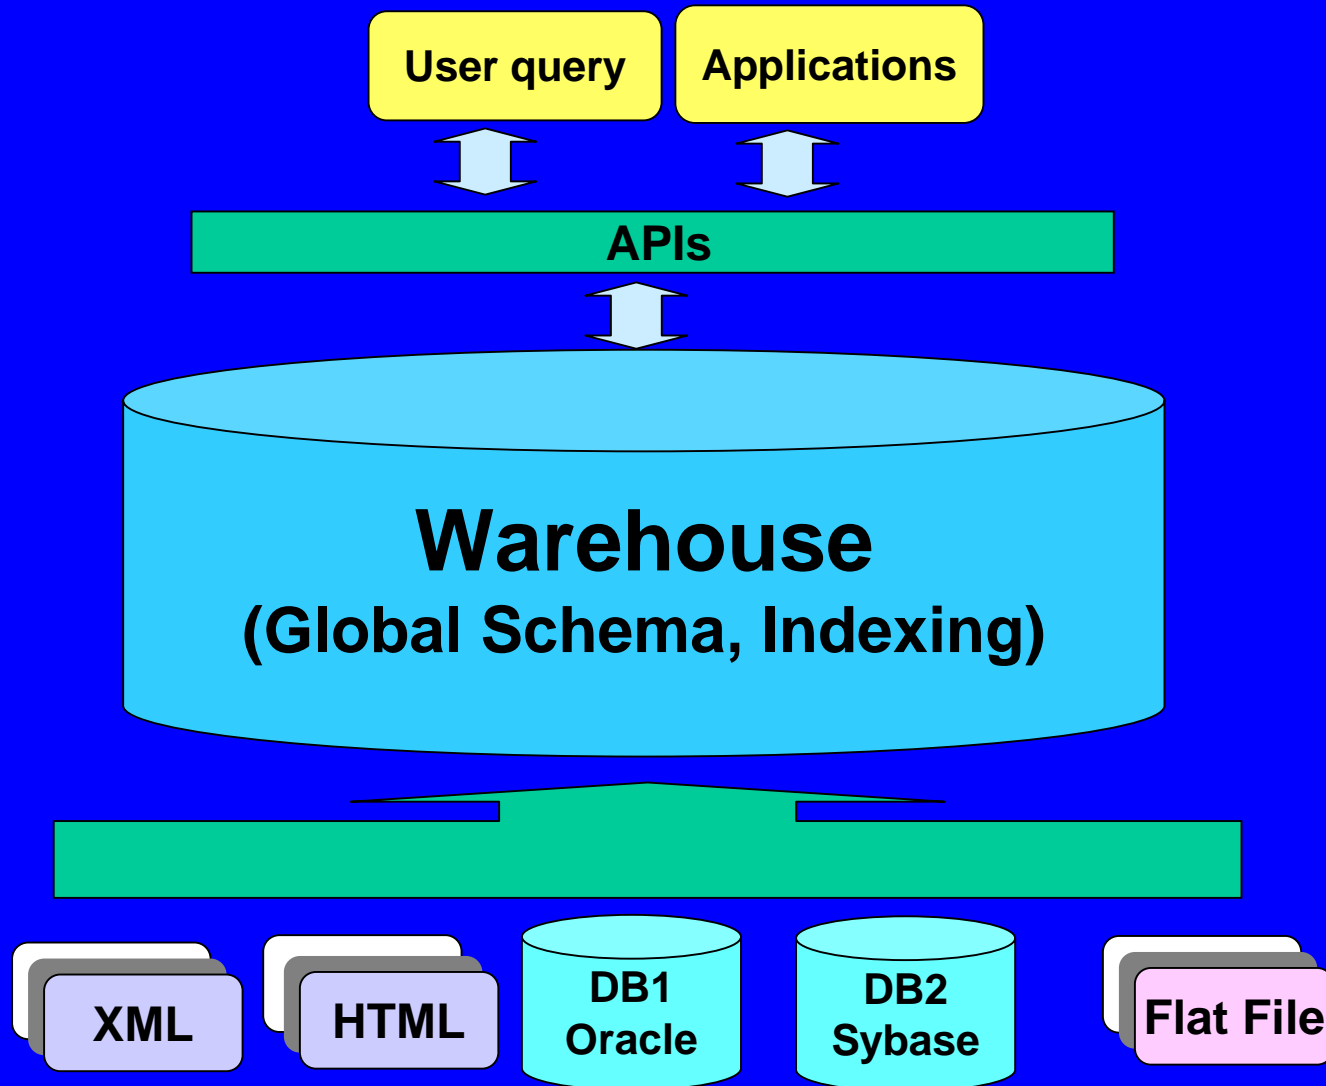 User query
Applications
APIs
Warehouse
(Global Schema, Indexing)
XML
HTML
DB1
Oracle
DB2
Sybase
Flat File